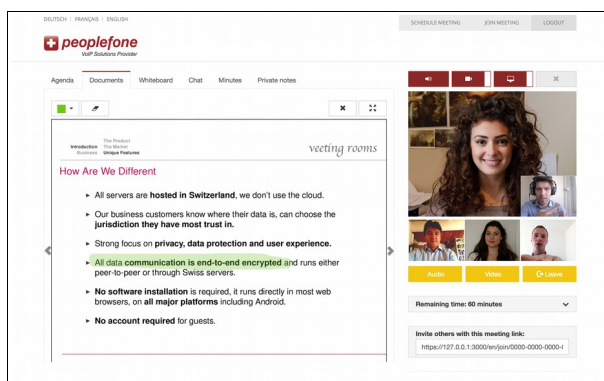 DEUTSCH | FRANÇAIS | ENGLISH
SCHEDULE MEETING JOIN MEETING LOGOUT
peoplefone
VoIP Solutions Provider
Agenda Documents Whiteboard Chat Minutes Private notes
The Product
Introduction The Market
Business Unique Features
veeting rooms
How Are We Different
► All servers are hosted in Switzerland, we don't use the cloud.
► Our business customers know where their data is, can choose the
jurisdiction they have most trust in.
► Strong focus on privacy, data protection and user experience.
► All data communication is end-to-end encrypted and runs either
peer-to-peer or through Swiss servers.
► No software installation is required, it runs directly in most web
browsers, on all major platforms including Android.
► No account required for guests.
Audio Video Leave
Remaining time: 60 minutes
Invite others with this meeting link:
https://127.0.0.1:3000/en/join/0000-0000-0000-(